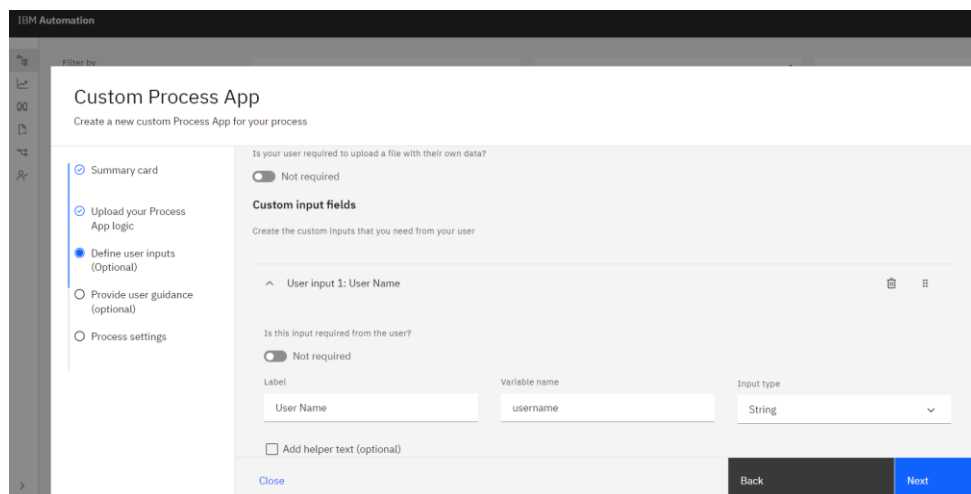 IBM Automation
Filter by
Custom Process App
Create a new custom Process App for your process
Summary card
Upload your Process
App logic
Define user inputs
(Optional)
Provide user guidance
(optional)
Process settings
Is your user required to upload a file with their own data?
Not required
Custom input fields
Create the custom inputs that you need from your user
User input 1: User Name
Is this input required from the user?
Not required
Label
User Name
Variable name
username
Input type
String
Add helper text (optional)
Close
Back
Next